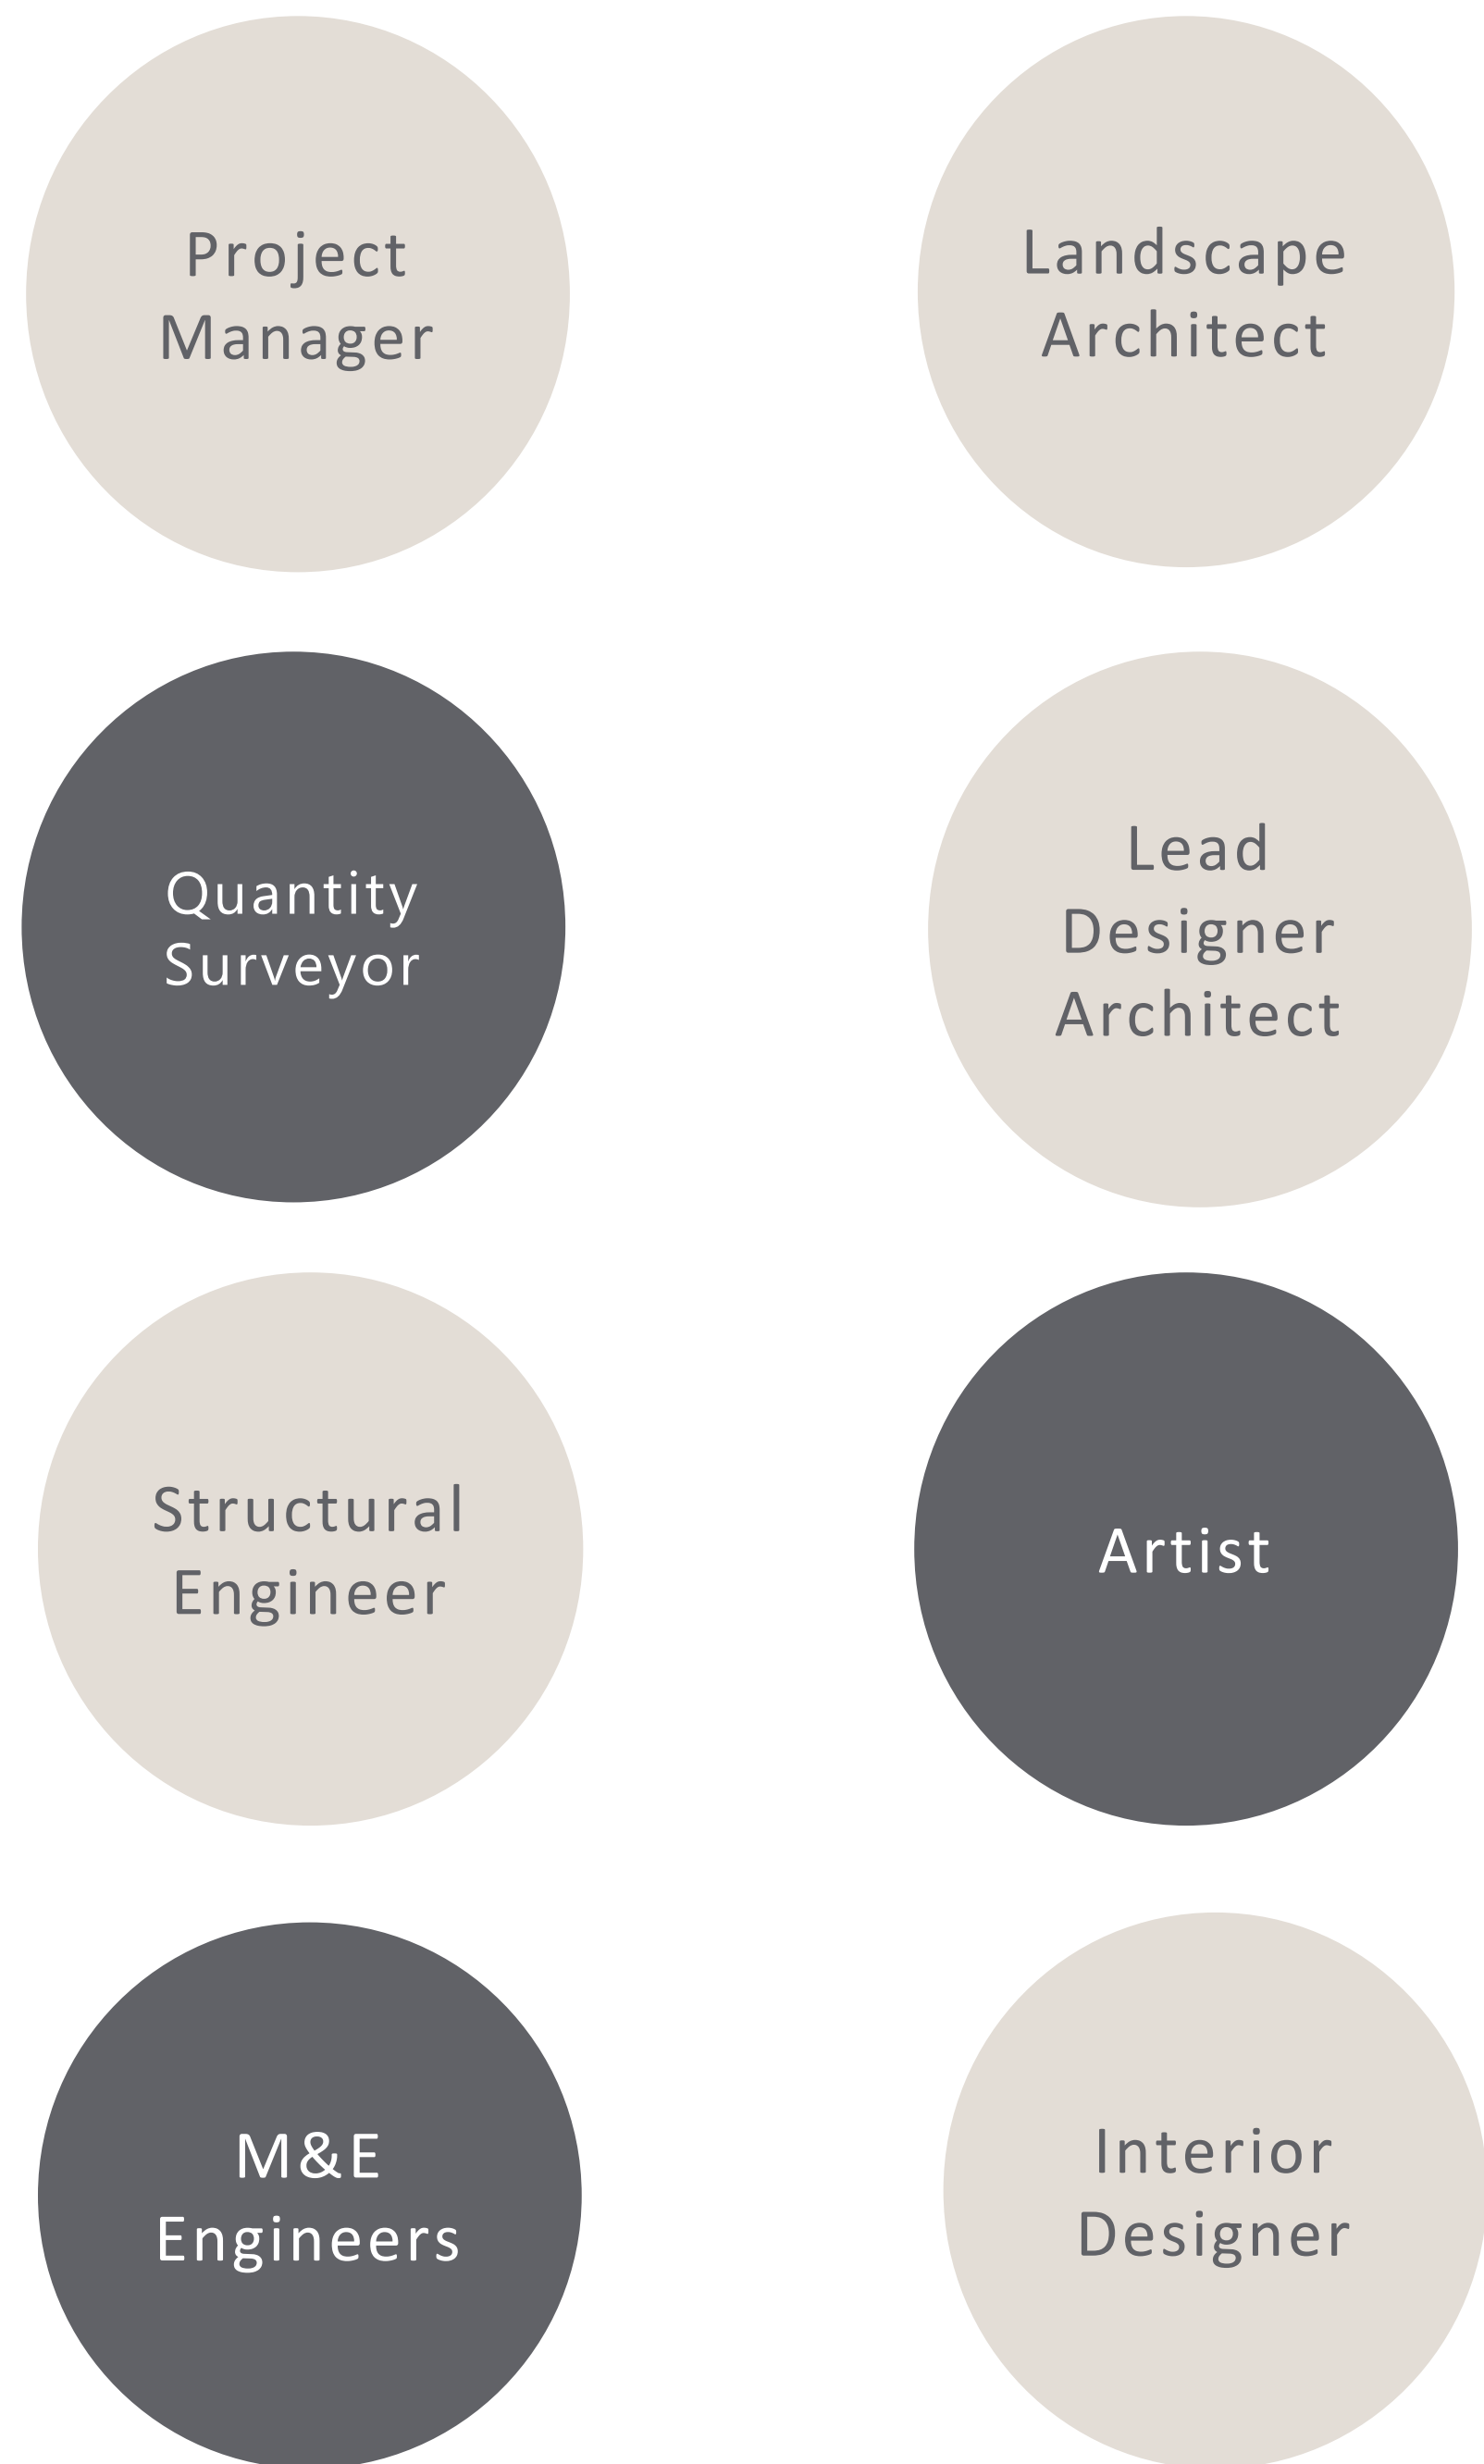 Project
Manager
Landscape
Architect
Quantity
Surveyor
Lead
Designer
Architect
Structural
Engineer
Artist
M&E
Engineers
Interior
Designer